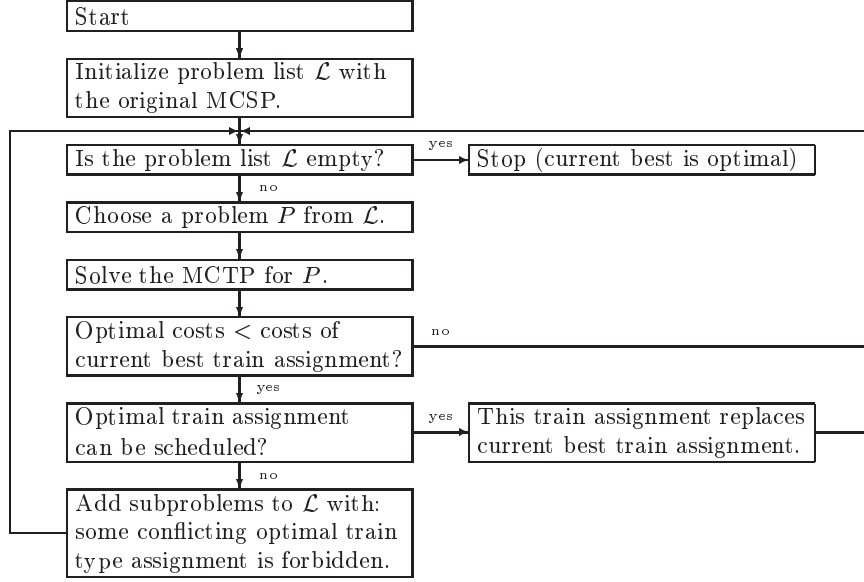 Start
Initialize problem list ℒ with
the original MCSP.
Is the problem list ℒ empty?
yes
Stop (current best is optimal)
no
Choose a problem P from ℒ.
Solve the MCTP for P.
Optimal costs < costs of
current best train assignment?
no
yes
Optimal train assignment
can be scheduled?
yes
This train assignment replaces
current best train assignment.
no
Add subproblems to ℒ with:
some conflicting optimal train
type assignment is forbidden.